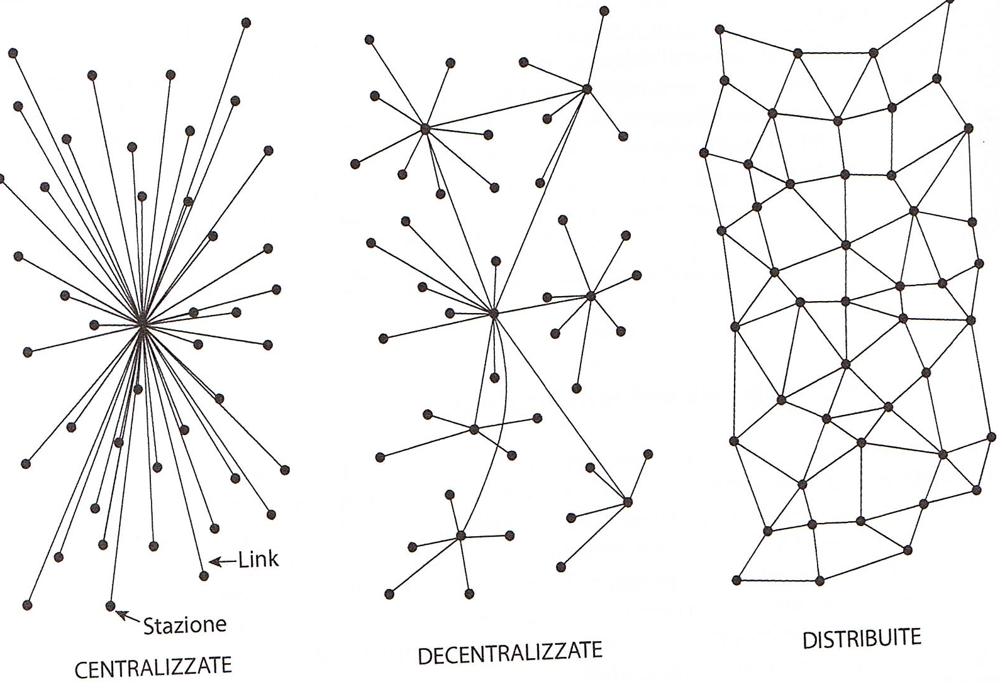 Link
Stazione
CENTRALIZZATE
DECENTRALIZZATE
DISTRIBUITE